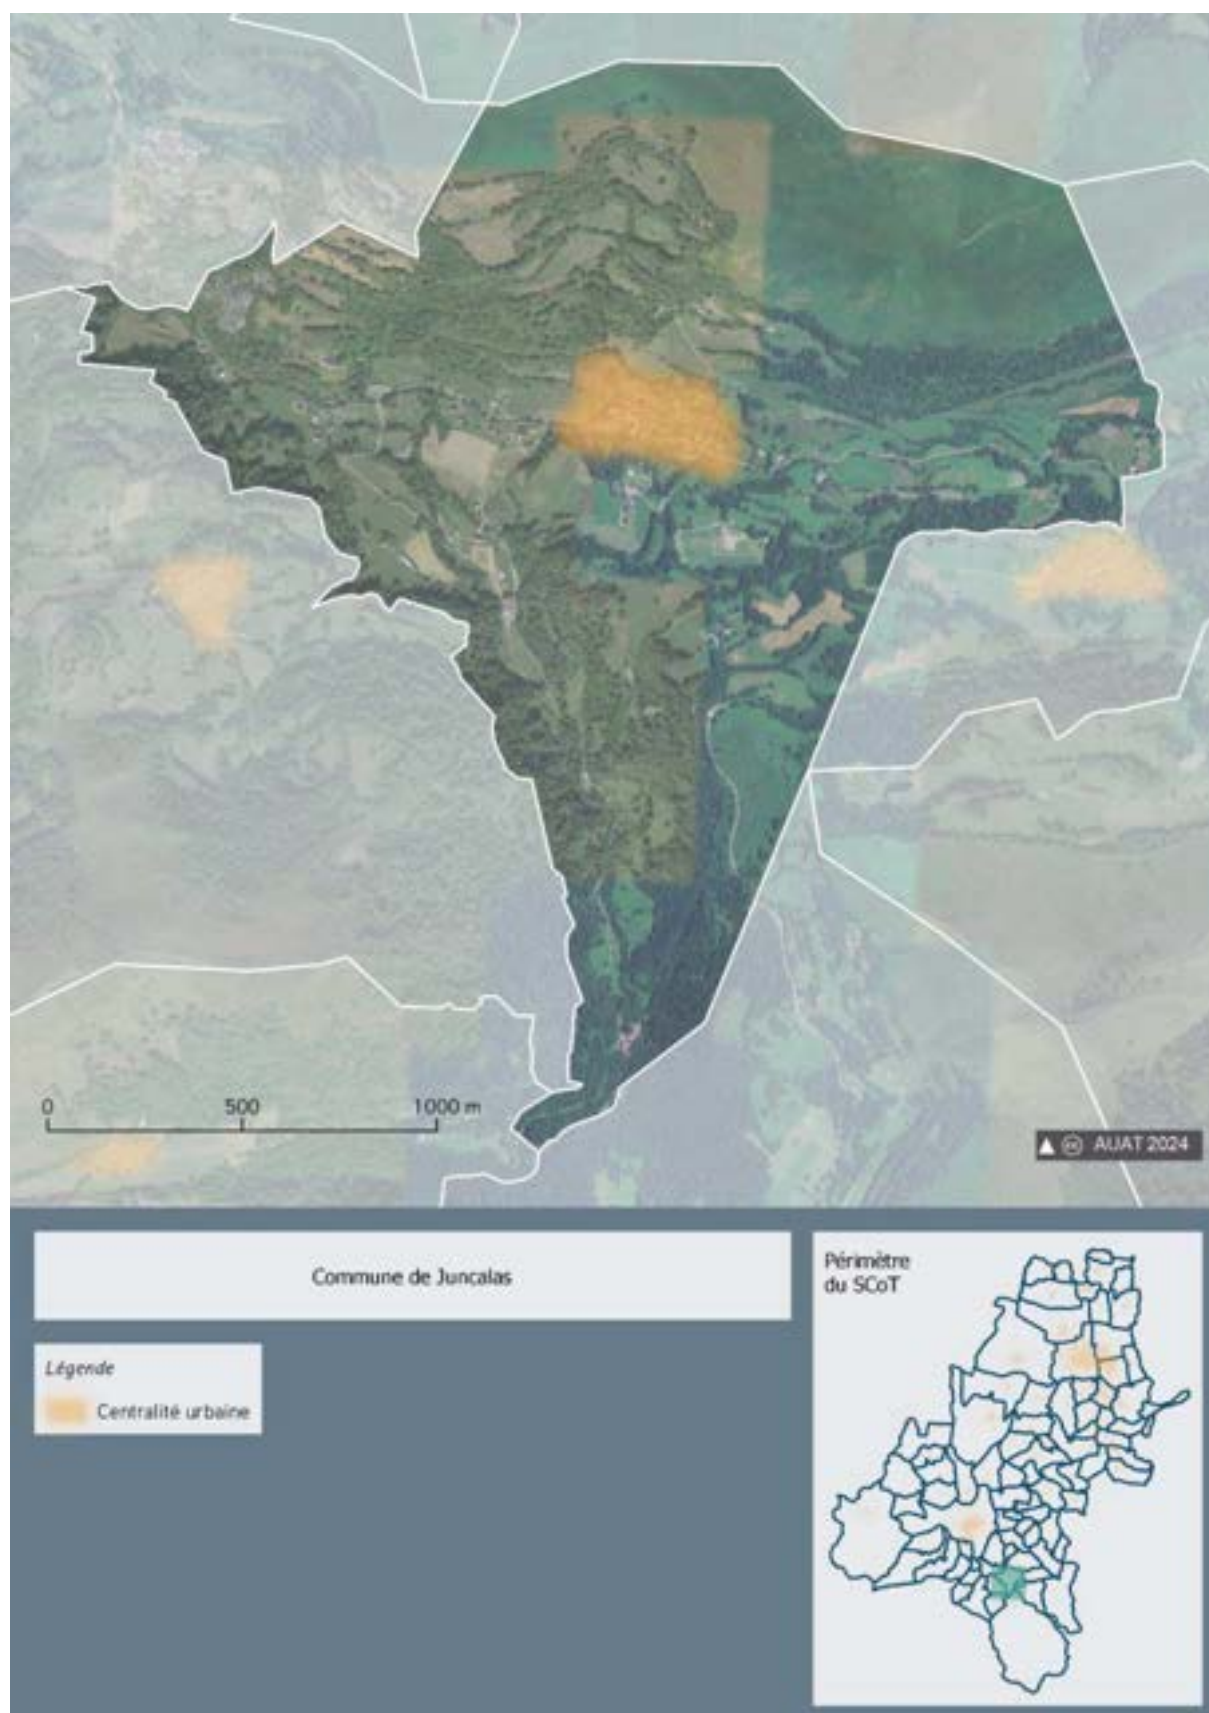 0 500 1000 m
AUAT 2024
Commune de Juncalas
Légende
Centralité urbaine
Périmètre
du SCoT